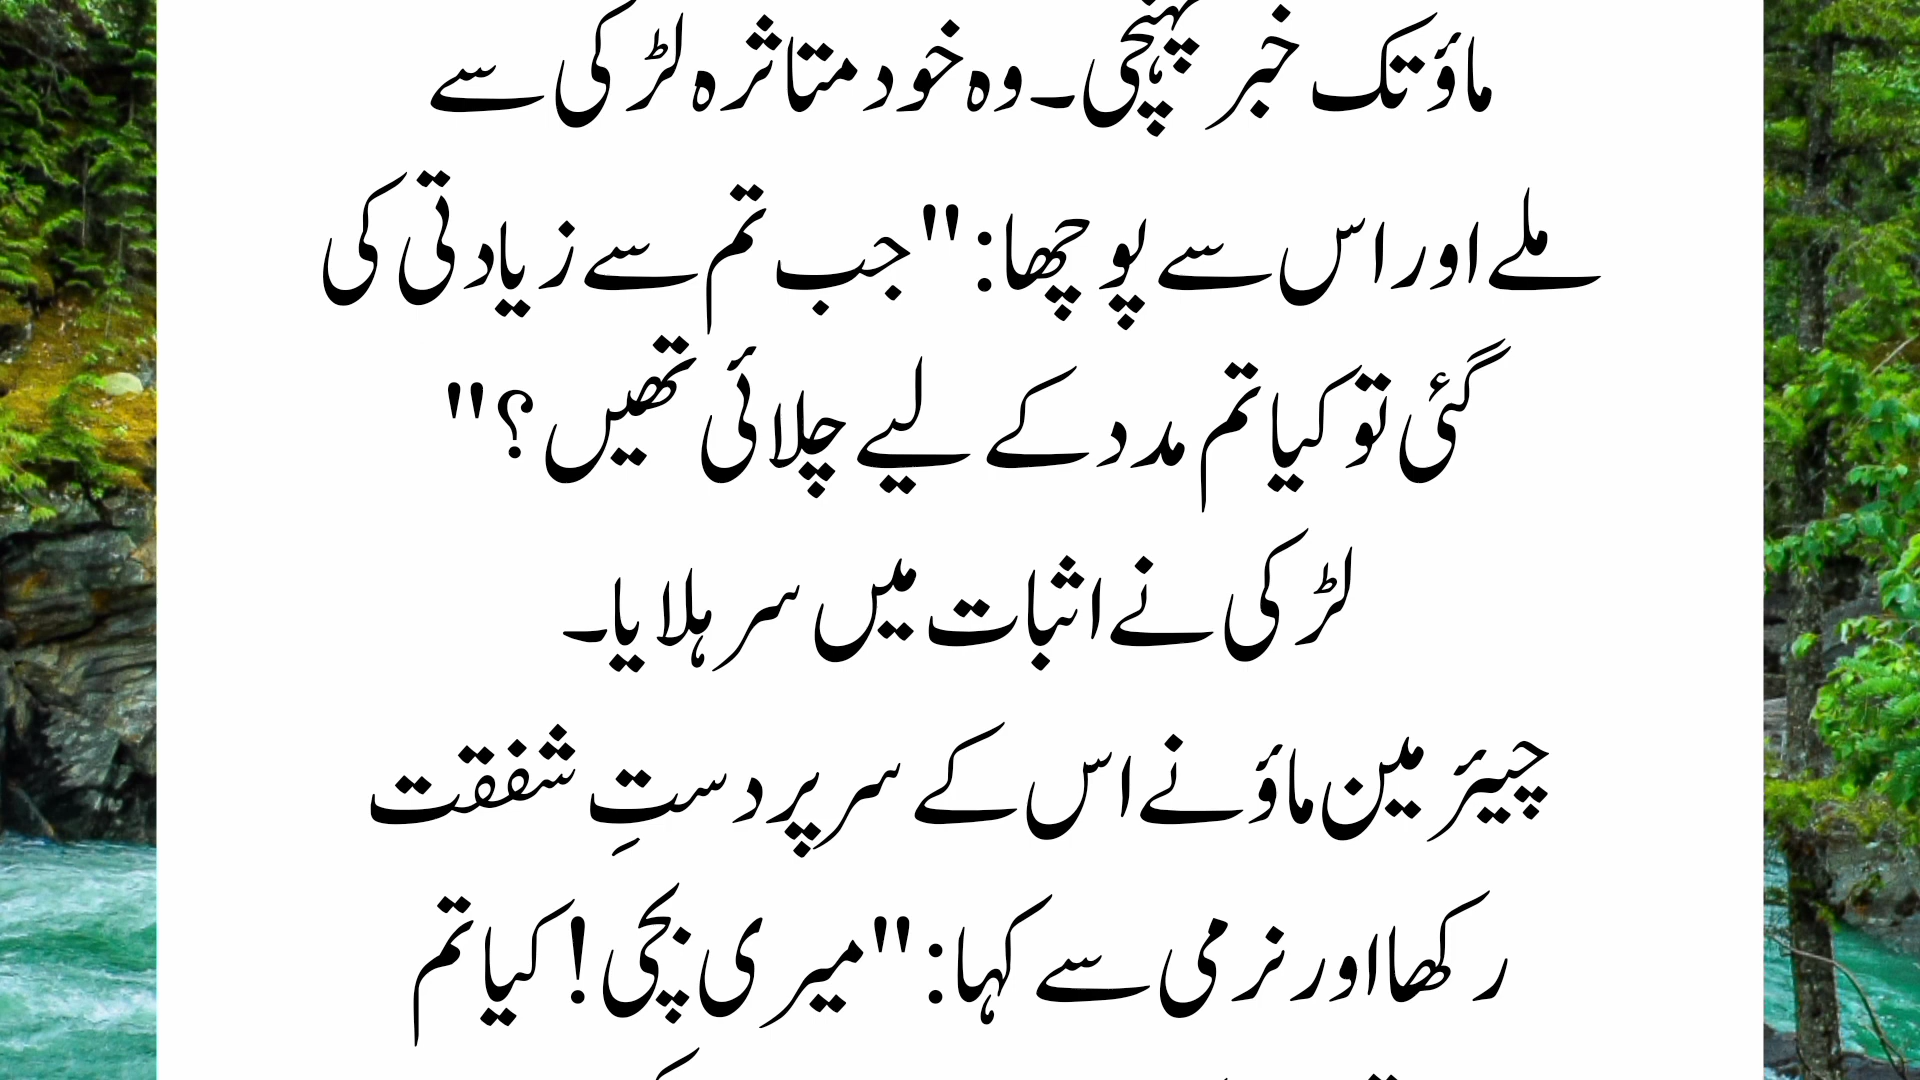 ماؤ تک خبر پہنچی۔ وہ خود متاثرہ لڑکی سے
ملے اور اس سے پوچھا: "جب تم سے زیادتی کی
گئی تو کیا تم مدد کے لیے چلائی تھیں؟"
لڑکی نے اثبات میں سر ہلایا۔
چیئرمین ماؤ نے اس کے سر پر دستِ شفقت
رکھا اور نرمی سے کہا: "میری بچی! کیا تم